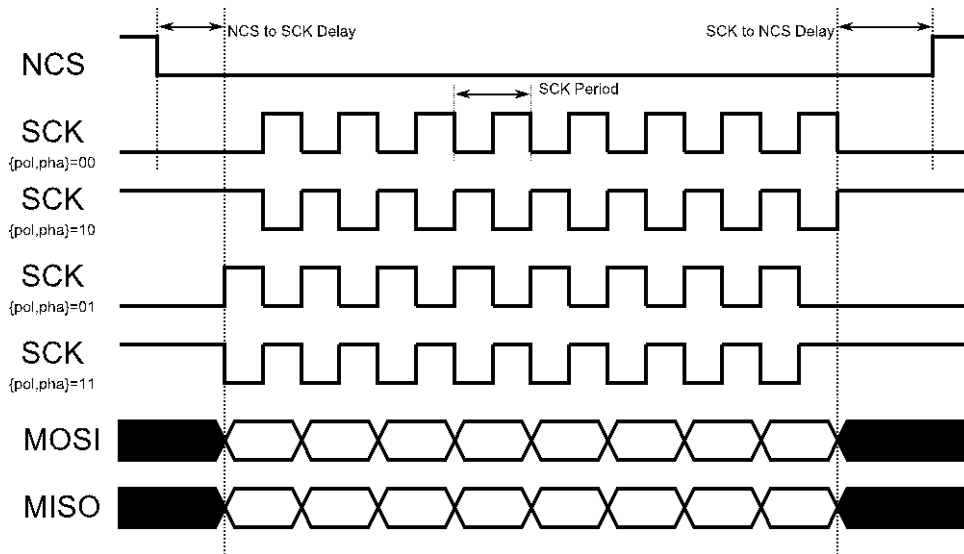 NCS to SCK Delay
SCK to NCS Delay
NCS
SCK Period
SCK
{pol,pha}=00
SCK
{pol,pha}=10
SCK
{pol,pha}=01
SCK
{pol,pha}=11
MOSI
MISO